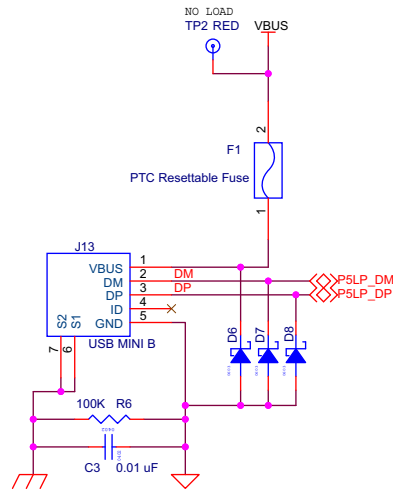 NO LOAD
TP2 RED
VBUS
2
F1
PTC Resettable Fuse
1
J13
VBUS 1
DM 2 DM P5LP_DM
DP 3 DP P5LP_DP
ID 4
GND 5
S2 S1
7 6
USB MINI B
D6 D7 D8
100K R6
0402
C3 0.01 uF